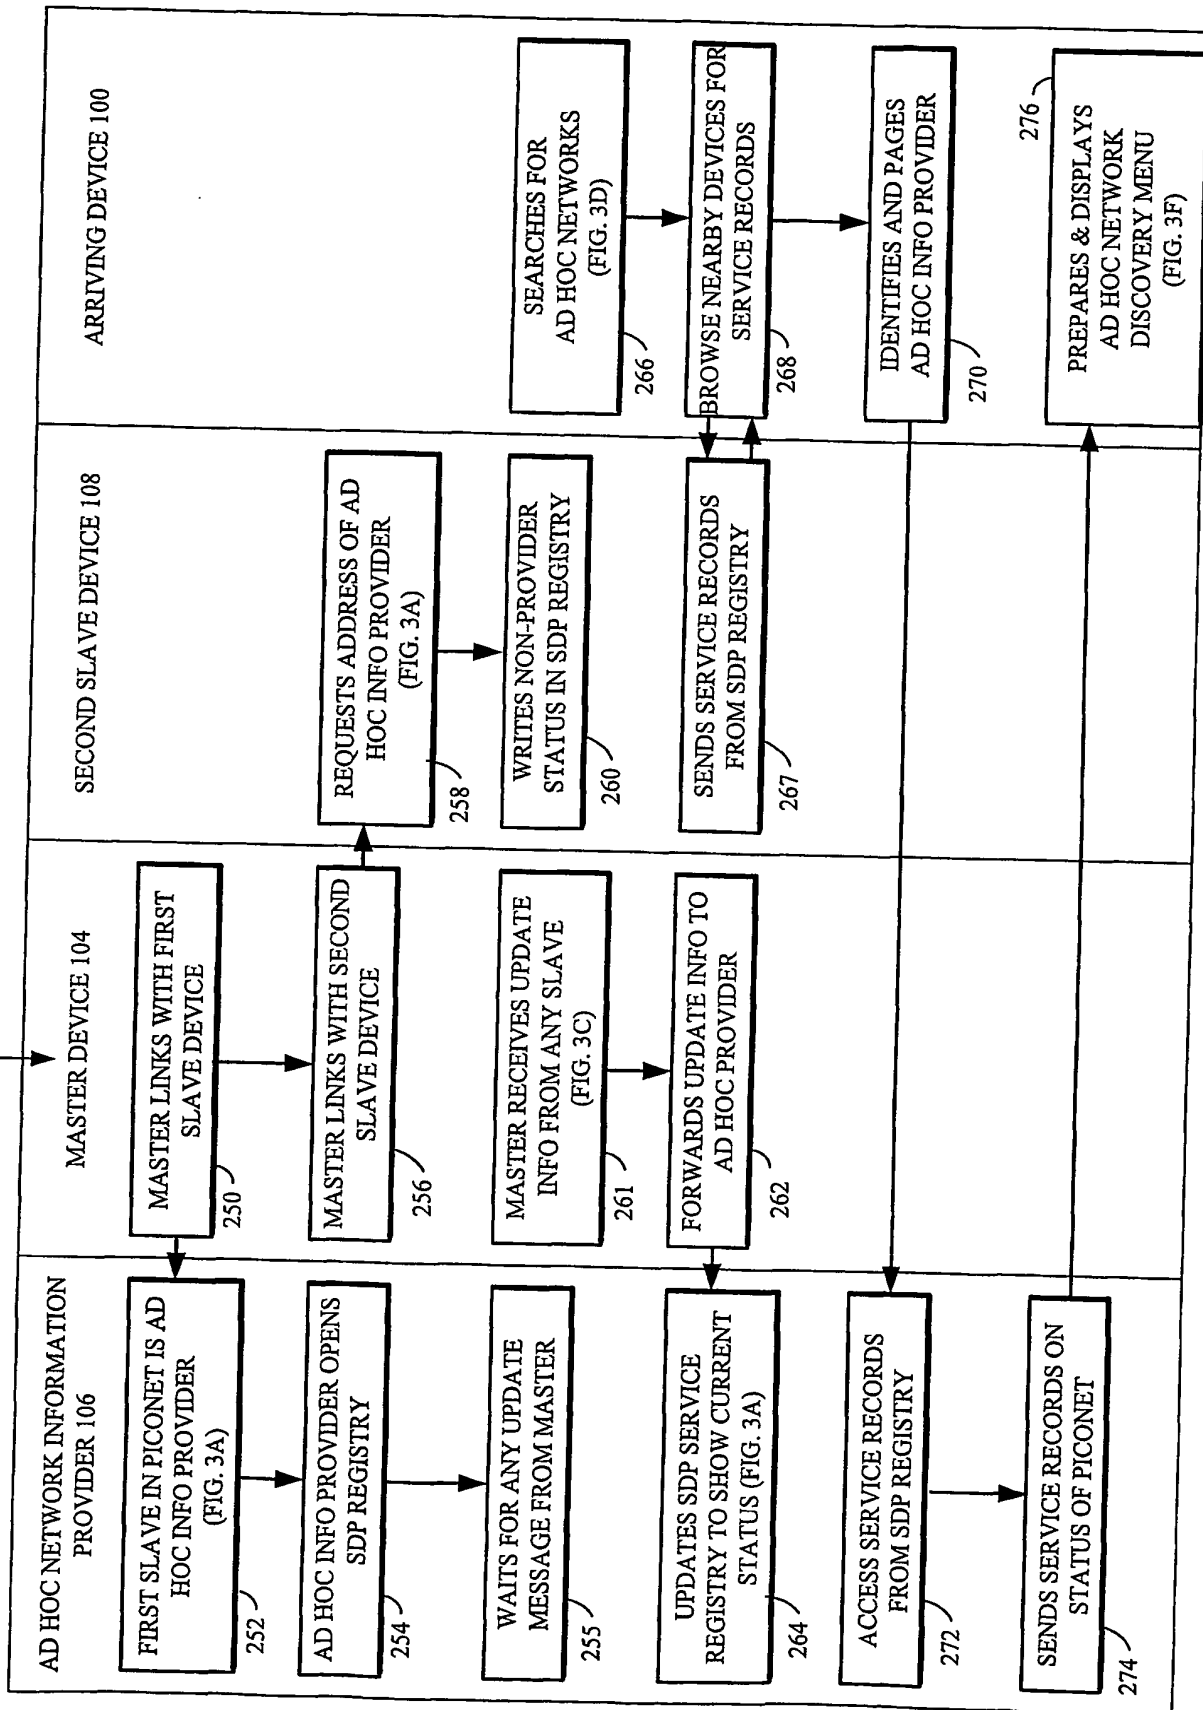 AD HOC NETWORK INFORMATION
PROVIDER 106
FIRST SLAVE IN PICONET IS AD
HOC INFO PROVIDER
(FIG. 3A)
252
AD HOC INFO PROVIDER OPENS
SDP REGISTRY
254
WAITS FOR ANY UPDATE
MESSAGE FROM MASTER
255
UPDATES SDP SERVICE
REGISTRY TO SHOW CURRENT
STATUS (FIG. 3A)
264
ACCESS SERVICE RECORDS
FROM SDP REGISTRY
272
SENDS SERVICE RECORDS ON
STATUS OF PICONET
274
MASTER DEVICE 104
MASTER LINKS WITH FIRST
SLAVE DEVICE
250
MASTER LINKS WITH SECOND
SLAVE DEVICE
256
MASTER RECEIVES UPDATE
INFO FROM ANY SLAVE
(FIG. 3C)
261
FORWARDS UPDATE INFO TO
AD HOC PROVIDER
262
SECOND SLAVE DEVICE 108
REQUESTS ADDRESS OF AD
HOC INFO PROVIDER
(FIG. 3A)
258
WRITES NON-PROVIDER
STATUS IN SDP REGISTRY
260
SENDS SERVICE RECORDS
FROM SDP REGISTRY
267
ARRIVING DEVICE 100
SEARCHES FOR
AD HOC NETWORKS
(FIG. 3D)
266
BROWSE NEARBY DEVICES FOR
SERVICE RECORDS
268
IDENTIFIES AND PAGES
AD HOC INFO PROVIDER
270
276
PREPARES & DISPLAYS
AD HOC NETWORK
DISCOVERY MENU
(FIG. 3F)